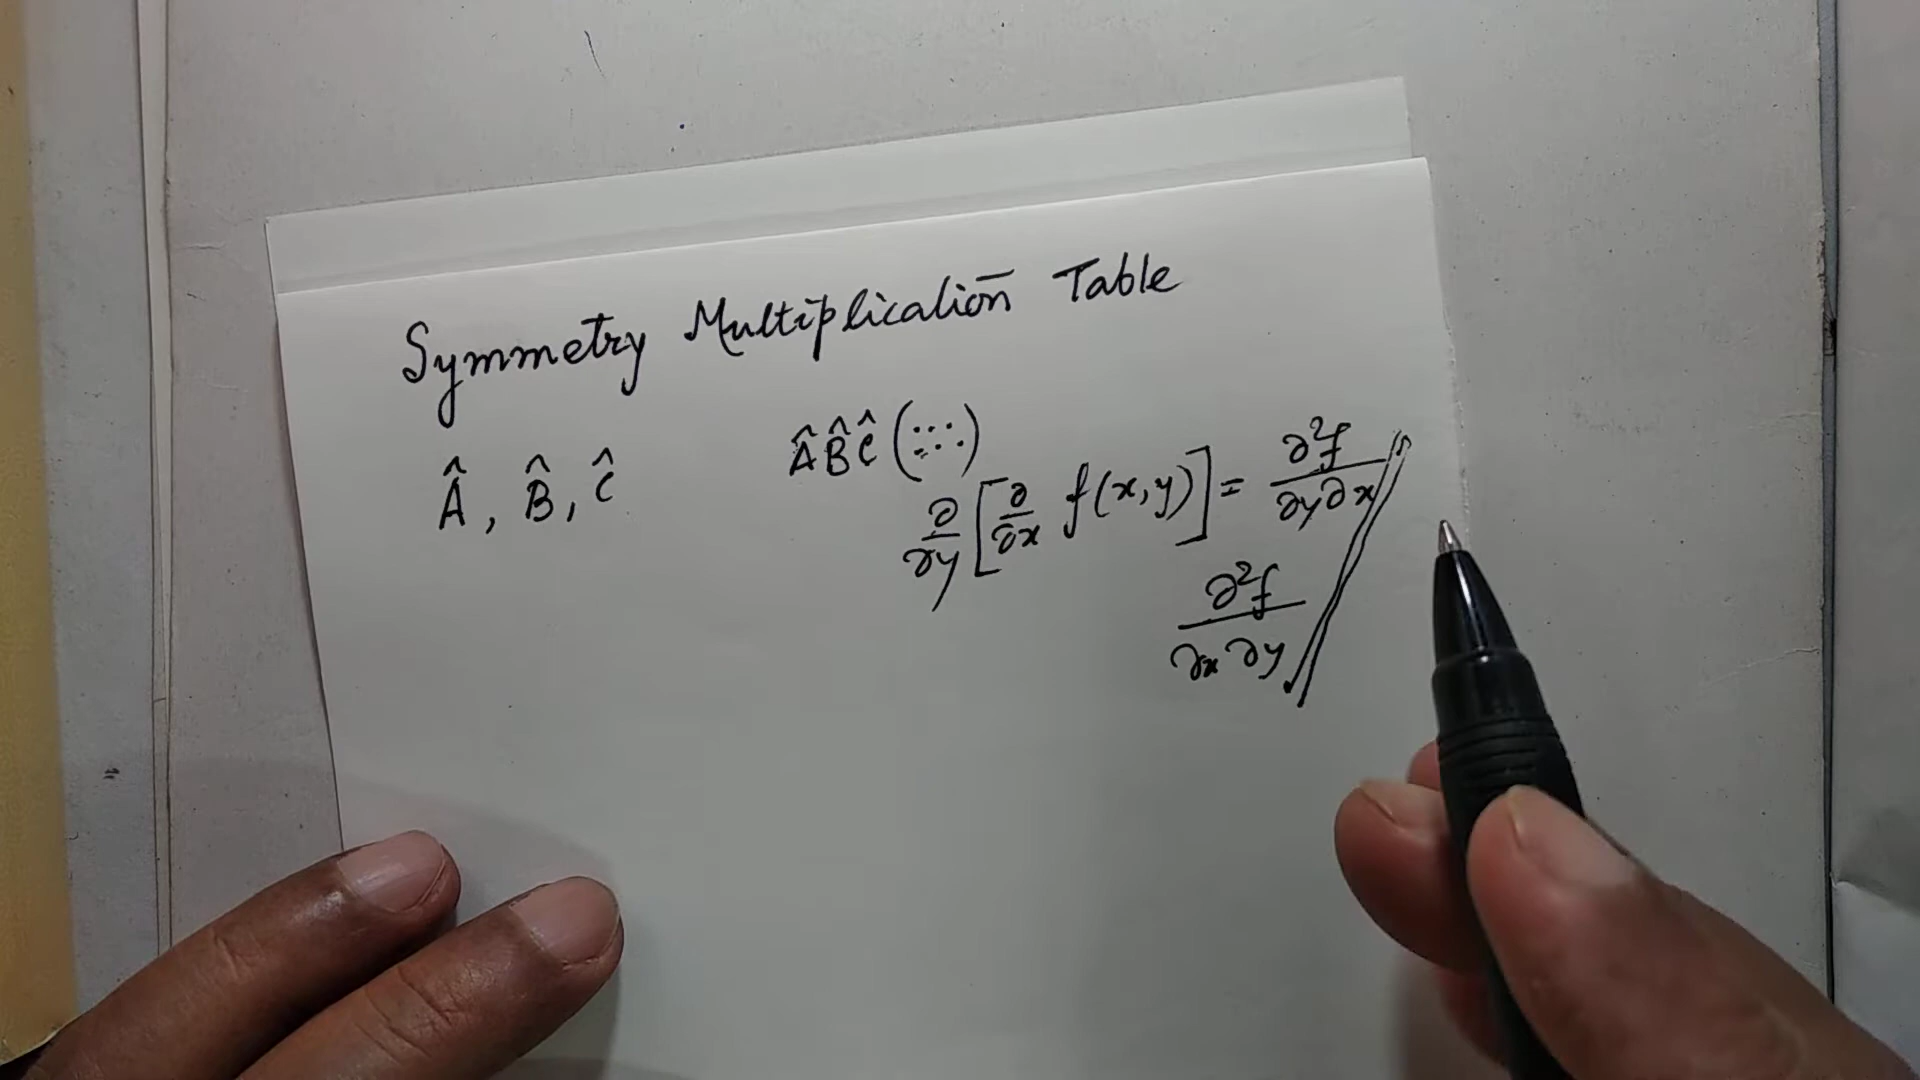 Symmetry Multiplication Table
Â, B̂, Ĉ
ÂB̂Ĉ (∴∵∴)
∂/∂y [∂/∂x f(x,y)] = ∂²f/∂y∂x
∂²f/∂x∂y